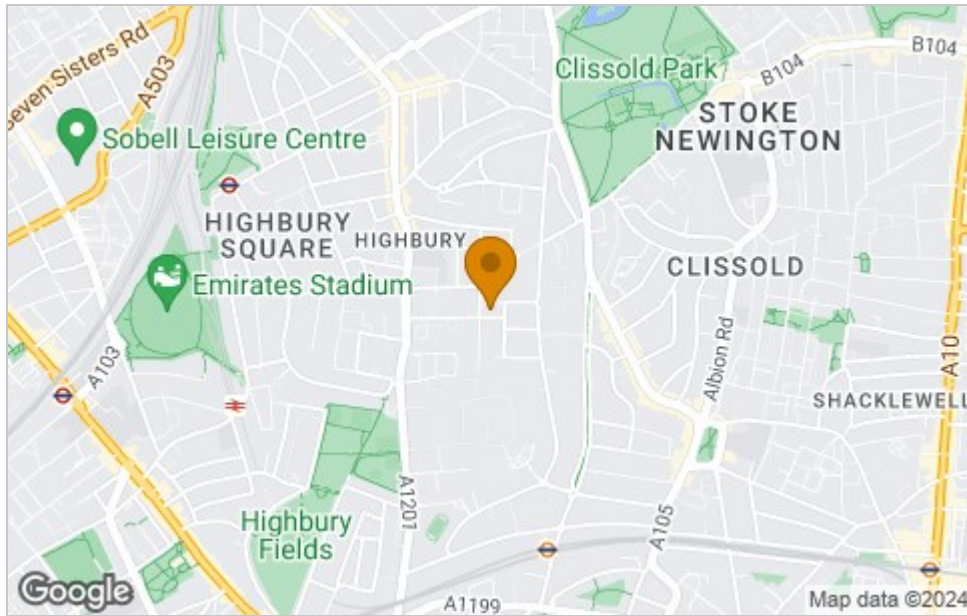 Seven Sisters Rd
A503
Sobell Leisure Centre
Clissold Park
B104
B104
STOKE
NEWINGTON
HIGHBURY
SQUARE
HIGHBURY
Emirates Stadium
CLISSOLD
A103
Albion Rd
A10
SHACKLEWELL
A1201
A105
Highbury
Fields
A1199
Google
Map data ©2024